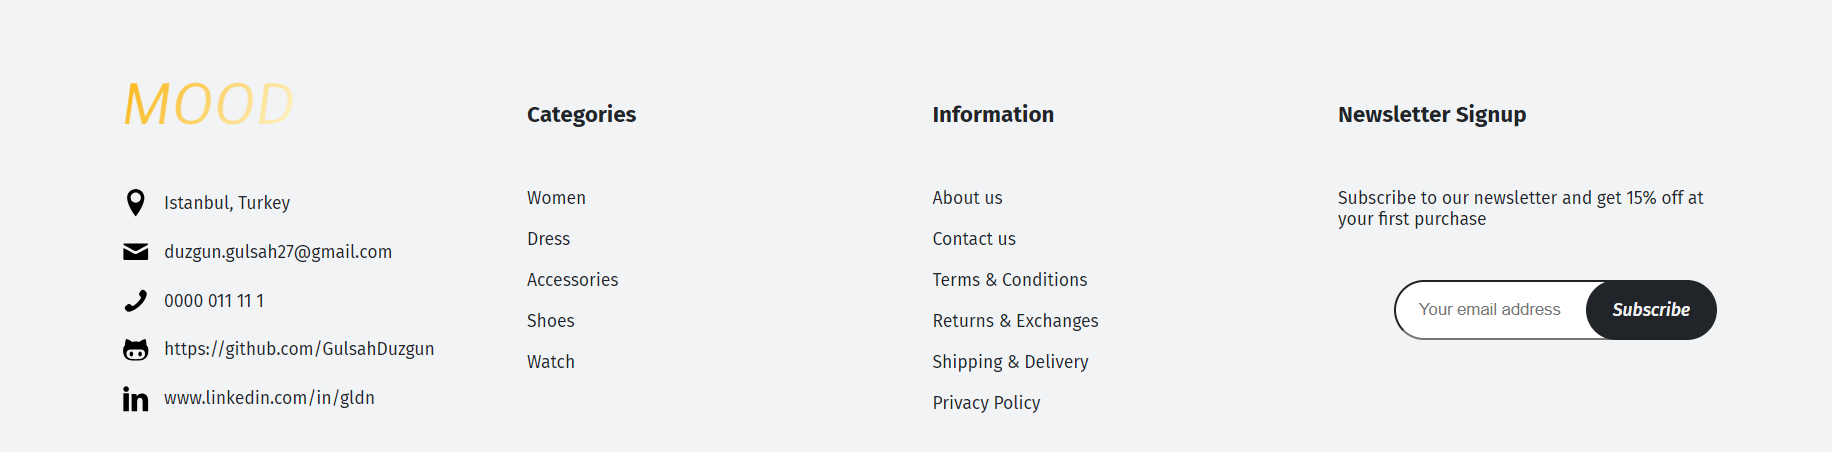 MOOD
Istanbul, Turkey
duzgun.gulsah27@gmail.com
0000 011 11 1
https://github.com/GulsahDuzgun
www.linkedin.com/in/gldn
Categories
Women
Dress
Accessories
Shoes
Watch
Information
About us
Contact us
Terms & Conditions
Returns & Exchanges
Shipping & Delivery
Privacy Policy
Newsletter Signup
Subscribe to our newsletter and get 15% off at
your first purchase
Your email address
Subscribe